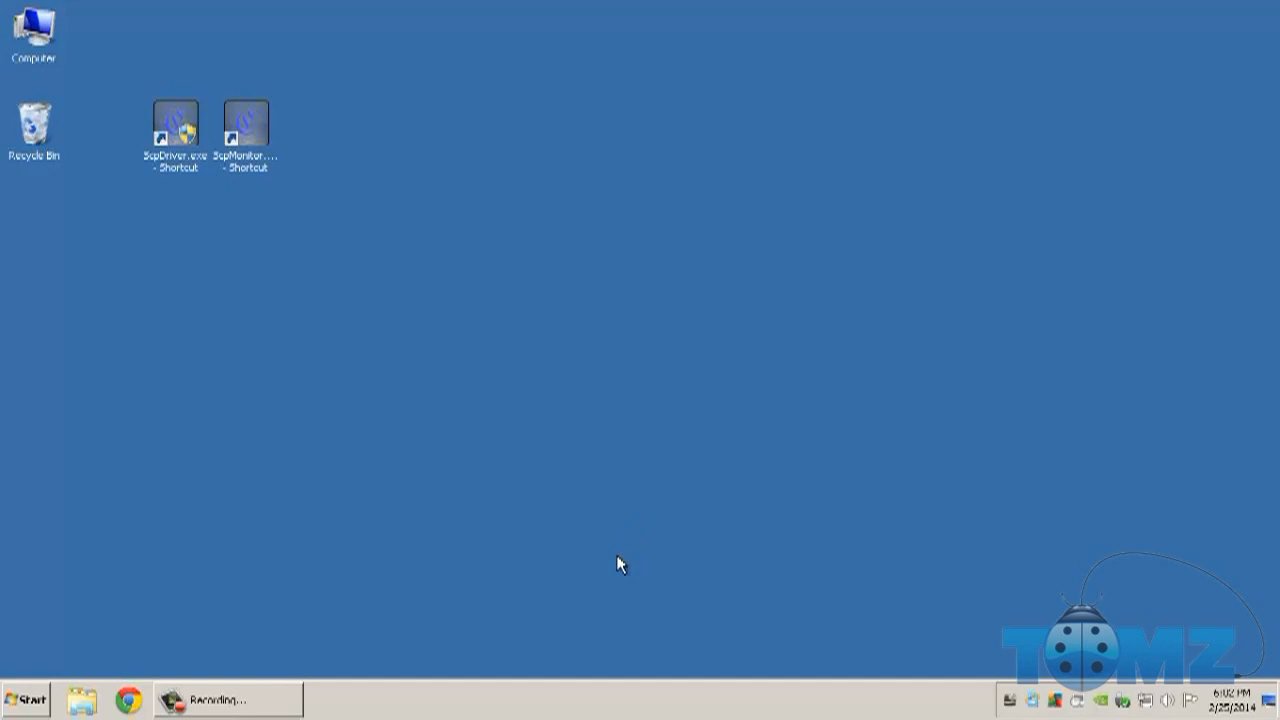 Computer
Recycle Bin
ScpDriver.exe
- Shortcut
ScpMonitor....
- Shortcut
TOMZ
Start
Recording...
6:02 PM
2/25/2014